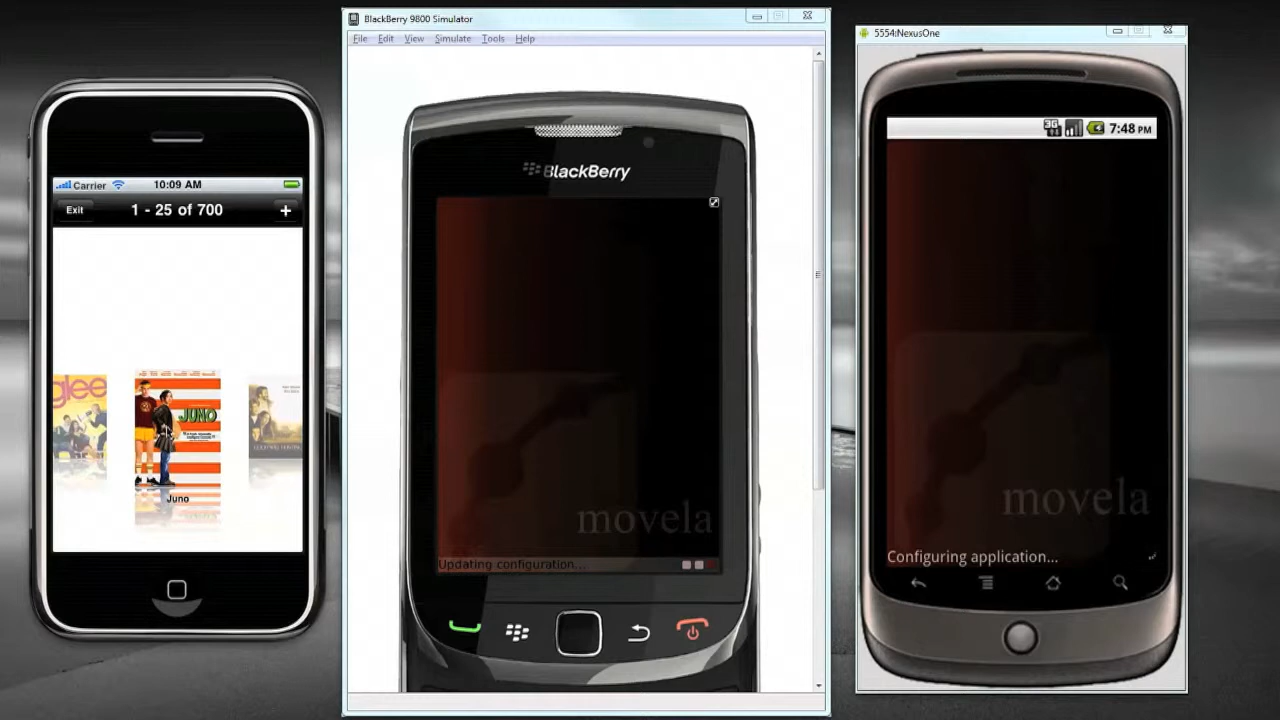 Carrier
10:09 AM
Exit
1 - 25 of 700
+
glee
JUNO
Juno
BlackBerry 9800 Simulator
File Edit View Simulate Tools Help
BlackBerry
movela
Updating configuration...
5554:NexusOne
3G
7:48 PM
movela
Configuring application...